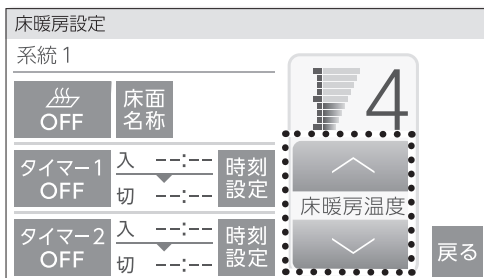 床暖房設定
系統1
OFF
床面
名称
4
タイマー1
OFF
入 --:--
切 --:--
時刻
設定
床暖房温度
タイマー2
OFF
入 --:--
切 --:--
時刻
設定
戻る